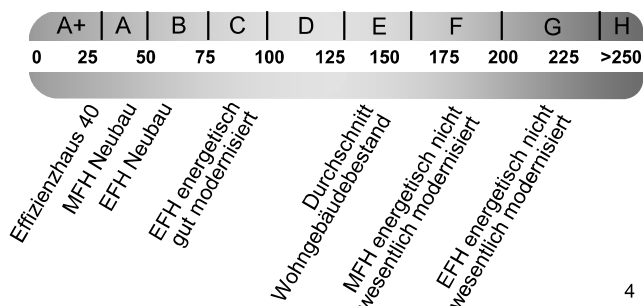 A+ A B C D E F G H
0 25 50 75 100 125 150 175 200 225 >250
Effizienzhaus 40
MFH Neubau
EFH Neubau
EFH energetisch
gut modernisiert
Durchschnitt
Wohngebäudebestand
MFH energetisch nicht
wesentlich modernisiert
EFH energetisch nicht
wesentlich modernisiert
4